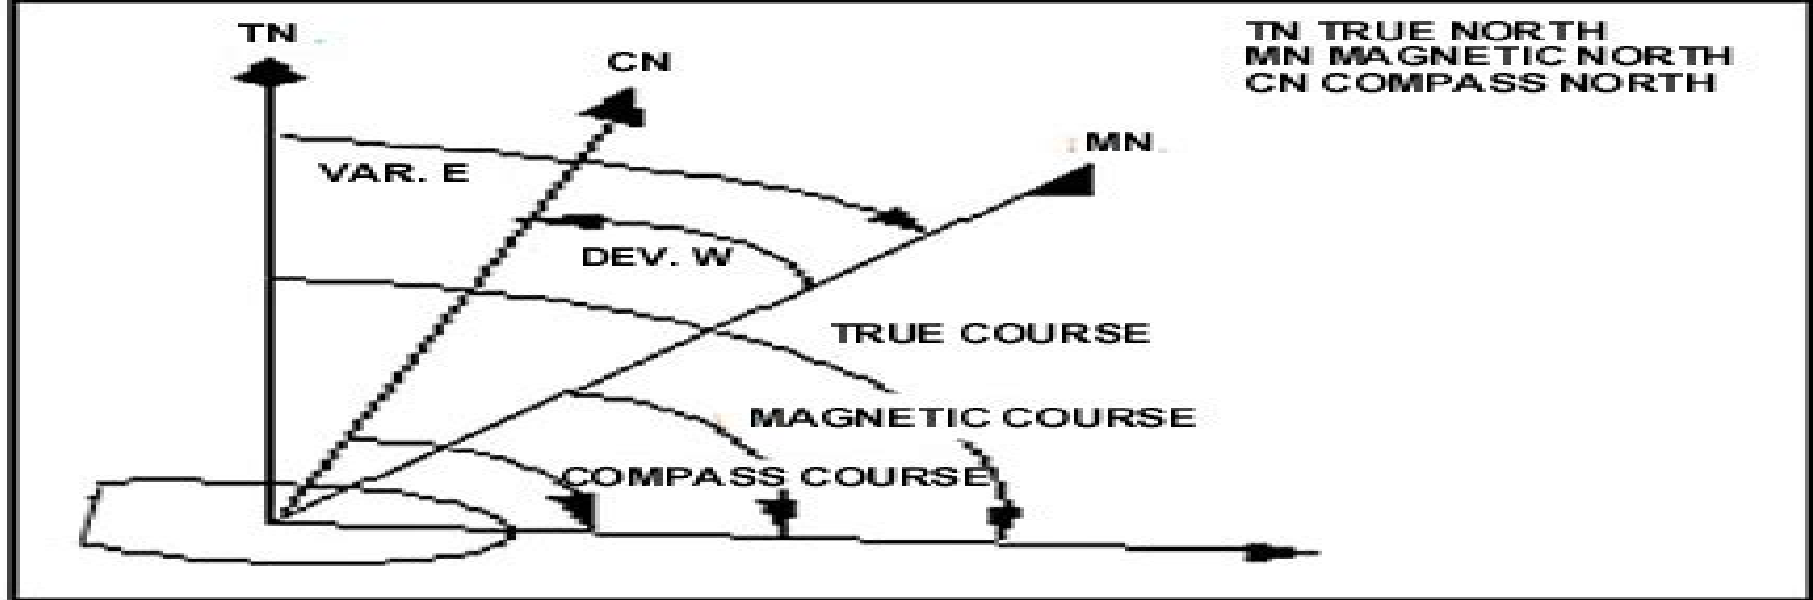 TN
CN
TN TRUE NORTH
MN MAGNETIC NORTH
CN COMPASS NORTH
MN
VAR. E
DEV. W
TRUE COURSE
MAGNETIC COURSE
COMPASS COURSE